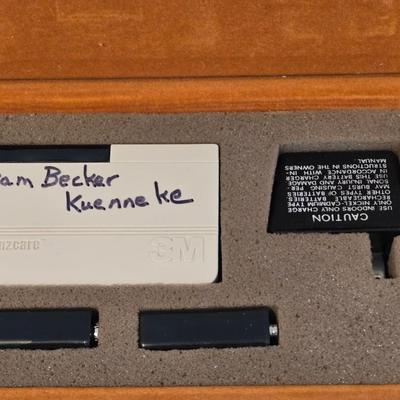 am Becker
Kuenneke
nzcare
3M
CAUTION
USE INDOORS ONLY CHARGE
ONLY NICKEL-CADMIUM TYPE
RECHARGEABLE BATTERIES.
OTHER TYPES OF BATTERIES
MAY BURST CAUSING PER-
SONAL INJURY AND DAMAGE
USE THIS BATTERY CHARGER
IN ACCORDANCE WITH IN-
STRUCTIONS IN THE OWNERS
MANUAL